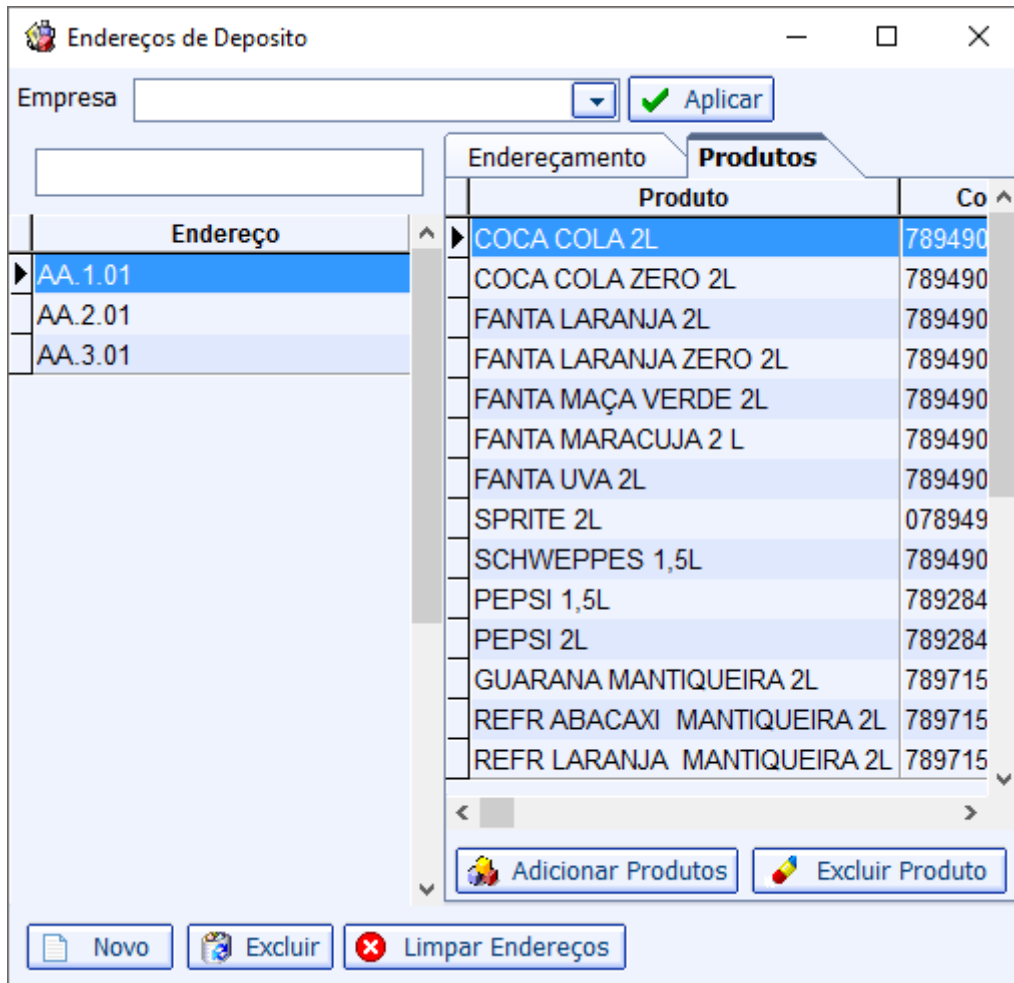 Endereços de Deposito
Empresa
Aplicar
Endereçamento Produtos
Endereço
AA.1.01
AA.2.01
AA.3.01
Produto Co
COCA COLA 2L 789490
COCA COLA ZERO 2L 789490
FANTA LARANJA 2L 789490
FANTA LARANJA ZERO 2L 789490
FANTA MAÇA VERDE 2L 789490
FANTA MARACUJA 2 L 789490
FANTA UVA 2L 789490
SPRITE 2L 078949
SCHWEPPES 1,5L 789490
PEPSI 1,5L 789284
PEPSI 2L 789284
GUARANA MANTIQUEIRA 2L 789715
REFR ABACAXI  MANTIQUEIRA 2L 789715
REFR LARANJA  MANTIQUEIRA 2L 789715
Adicionar Produtos Excluir Produto
Novo Excluir Limpar Endereços